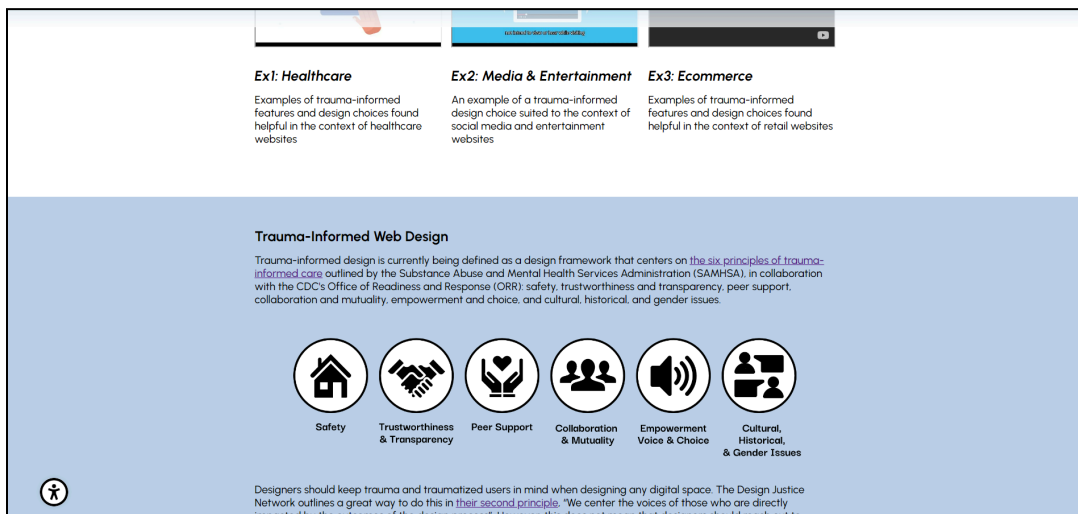 Ex1: Healthcare
Examples of trauma-informed
features and design choices found
helpful in the context of healthcare
websites
Ex2: Media & Entertainment
An example of a trauma-informed
design choice suited to the context of
social media and entertainment
websites
Ex3: Ecommerce
Examples of trauma-informed
features and design choices found
helpful in the context of retail websites
Trauma-Informed Web Design
Trauma-informed design is currently being defined as a design framework that centers on the six principles of trauma-
informed care outlined by the Substance Abuse and Mental Health Services Administration (SAMHSA), in collaboration
with the CDC's Office of Readiness and Response (ORR): safety, trustworthiness and transparency, peer support,
collaboration and mutuality, empowerment and choice, and cultural, historical, and gender issues.
Safety
Trustworthiness
& Transparency
Peer Support
Collaboration
& Mutuality
Empowerment
Voice & Choice
Cultural,
Historical,
& Gender Issues
Designers should keep trauma and traumatized users in mind when designing any digital space. The Design Justice
Network outlines a great way to do this in their second principle. "We center the voices of those who are directly